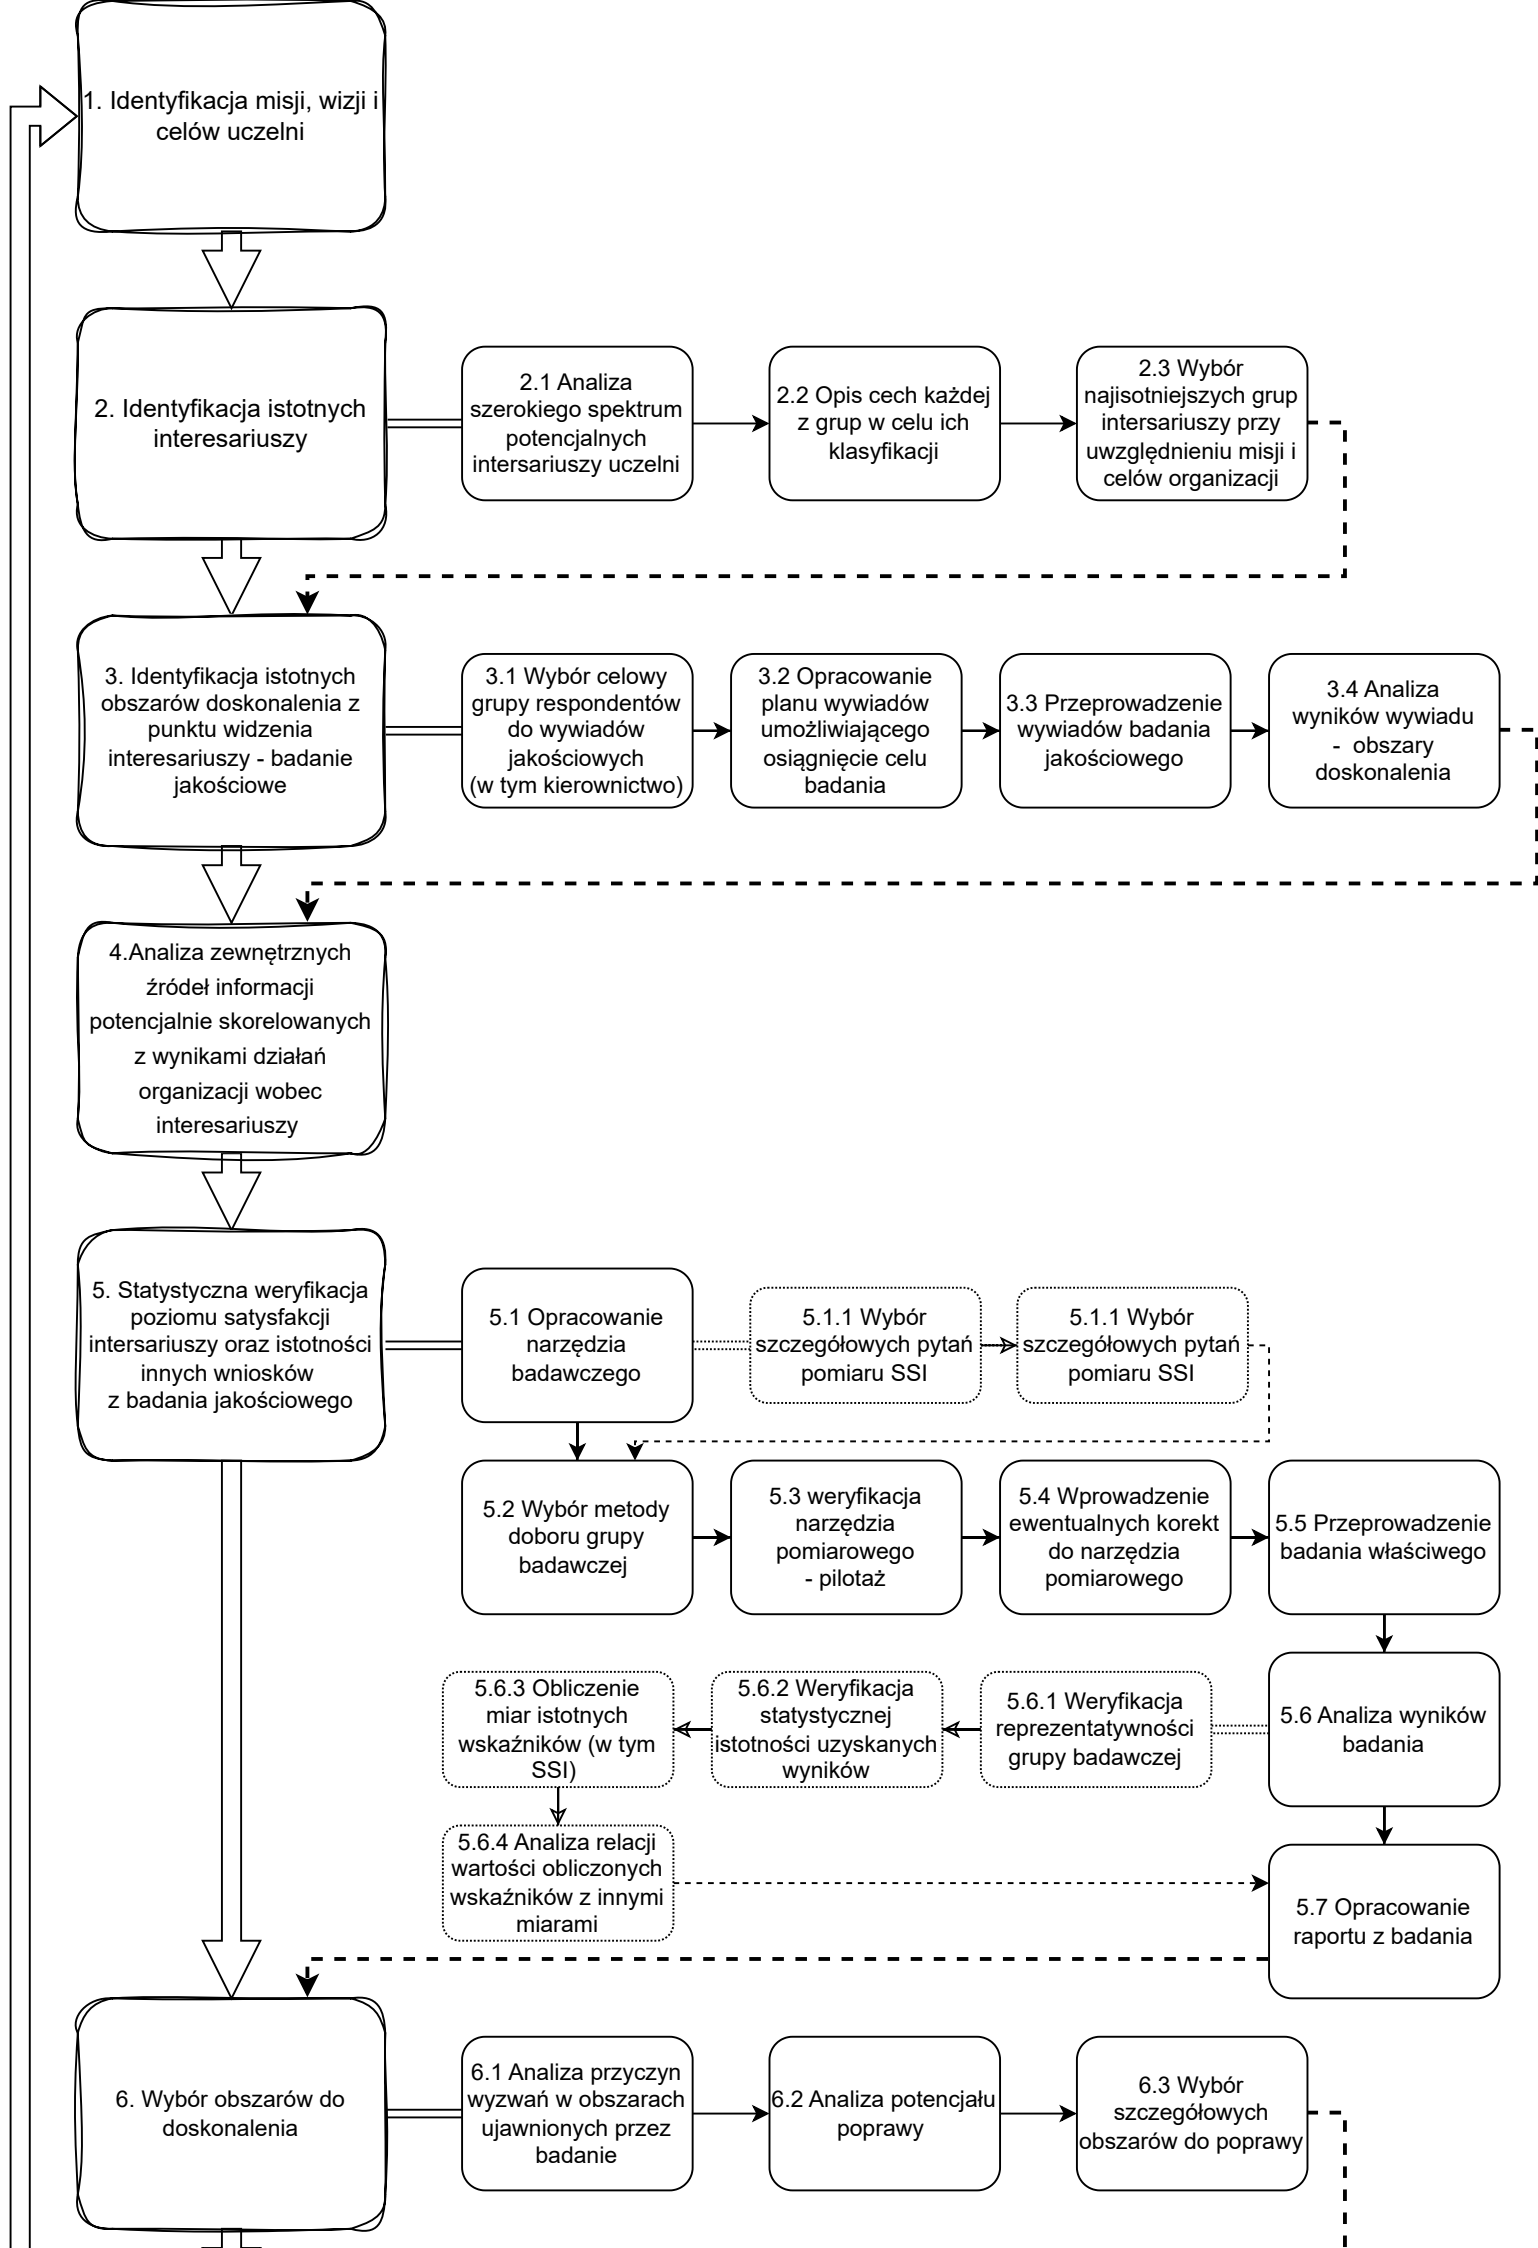 1. Identyfikacja misji, wizji i
celów uczelni
2. Identyfikacja istotnych
interesariuszy
2.1 Analiza
szerokiego spektrum
potencjalnych
intersariuszy uczelni
2.2 Opis cech każdej
z grup w celu ich
klasyfikacji
2.3 Wybór
najisotniejszych grup
intersariuszy przy
uwzględnieniu misji i
celów organizacji
3. Identyfikacja istotnych
obszarów doskonalenia z
punktu widzenia
interesariuszy - badanie
jakościowe
3.1 Wybór celowy
grupy respondentów
do wywiadów
jakościowych
(w tym kierownictwo)
3.2 Opracowanie
planu wywiadów
umożliwiającego
osiągnięcie celu
badania
3.3 Przeprowadzenie
wywiadów badania
jakościowego
3.4 Analiza
wyników wywiadu
- obszary
doskonalenia
4.Analiza zewnętrznych
źródeł informacji
potencjalnie skorelowanych
z wynikami działań
organizacji wobec
interesariuszy
5. Statystyczna weryfikacja
poziomu satysfakcji
intersariuszy oraz istotności
innych wniosków
z badania jakościowego
5.1 Opracowanie
narzędzia
badawczego
5.1.1 Wybór
szczegółowych pytań
pomiaru SSI
5.1.1 Wybór
szczegółowych pytań
pomiaru SSI
5.2 Wybór metody
doboru grupy
badawczej
5.3 weryfikacja
narzędzia
pomiarowego
- pilotaż
5.4 Wprowadzenie
ewentualnych korekt
do narzędzia
pomiarowego
5.5 Przeprowadzenie
badania właściwego
5.6.3 Obliczenie
miar istotnych
wskaźników (w tym
SSI)
5.6.2 Weryfikacja
statystycznej
istotności uzyskanych
wyników
5.6.1 Weryfikacja
reprezentatywności
grupy badawczej
5.6 Analiza wyników
badania
5.6.4 Analiza relacji
wartości obliczonych
wskaźników z innymi
miarami
5.7 Opracowanie
raportu z badania
6. Wybór obszarów do
doskonalenia
6.1 Analiza przyczyn
wyzwań w obszarach
ujawnionych przez
badanie
6.2 Analiza potencjału
poprawy
6.3 Wybór
szczegółowych
obszarów do poprawy